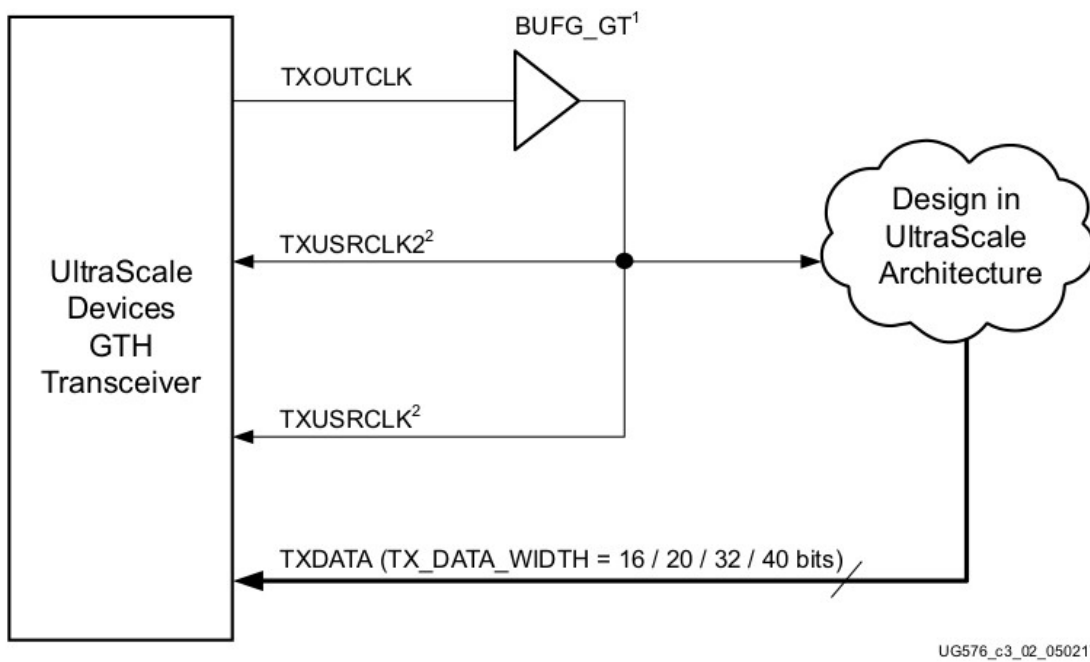 BUFG_GT¹
TXOUTCLK
Design in
UltraScale
Architecture
TXUSRCLK2²
UltraScale
Devices
GTH
Transceiver
TXUSRCLK²
TXDATA (TX_DATA_WIDTH = 16 / 20 / 32 / 40 bits)
UG576_c3_02_05021